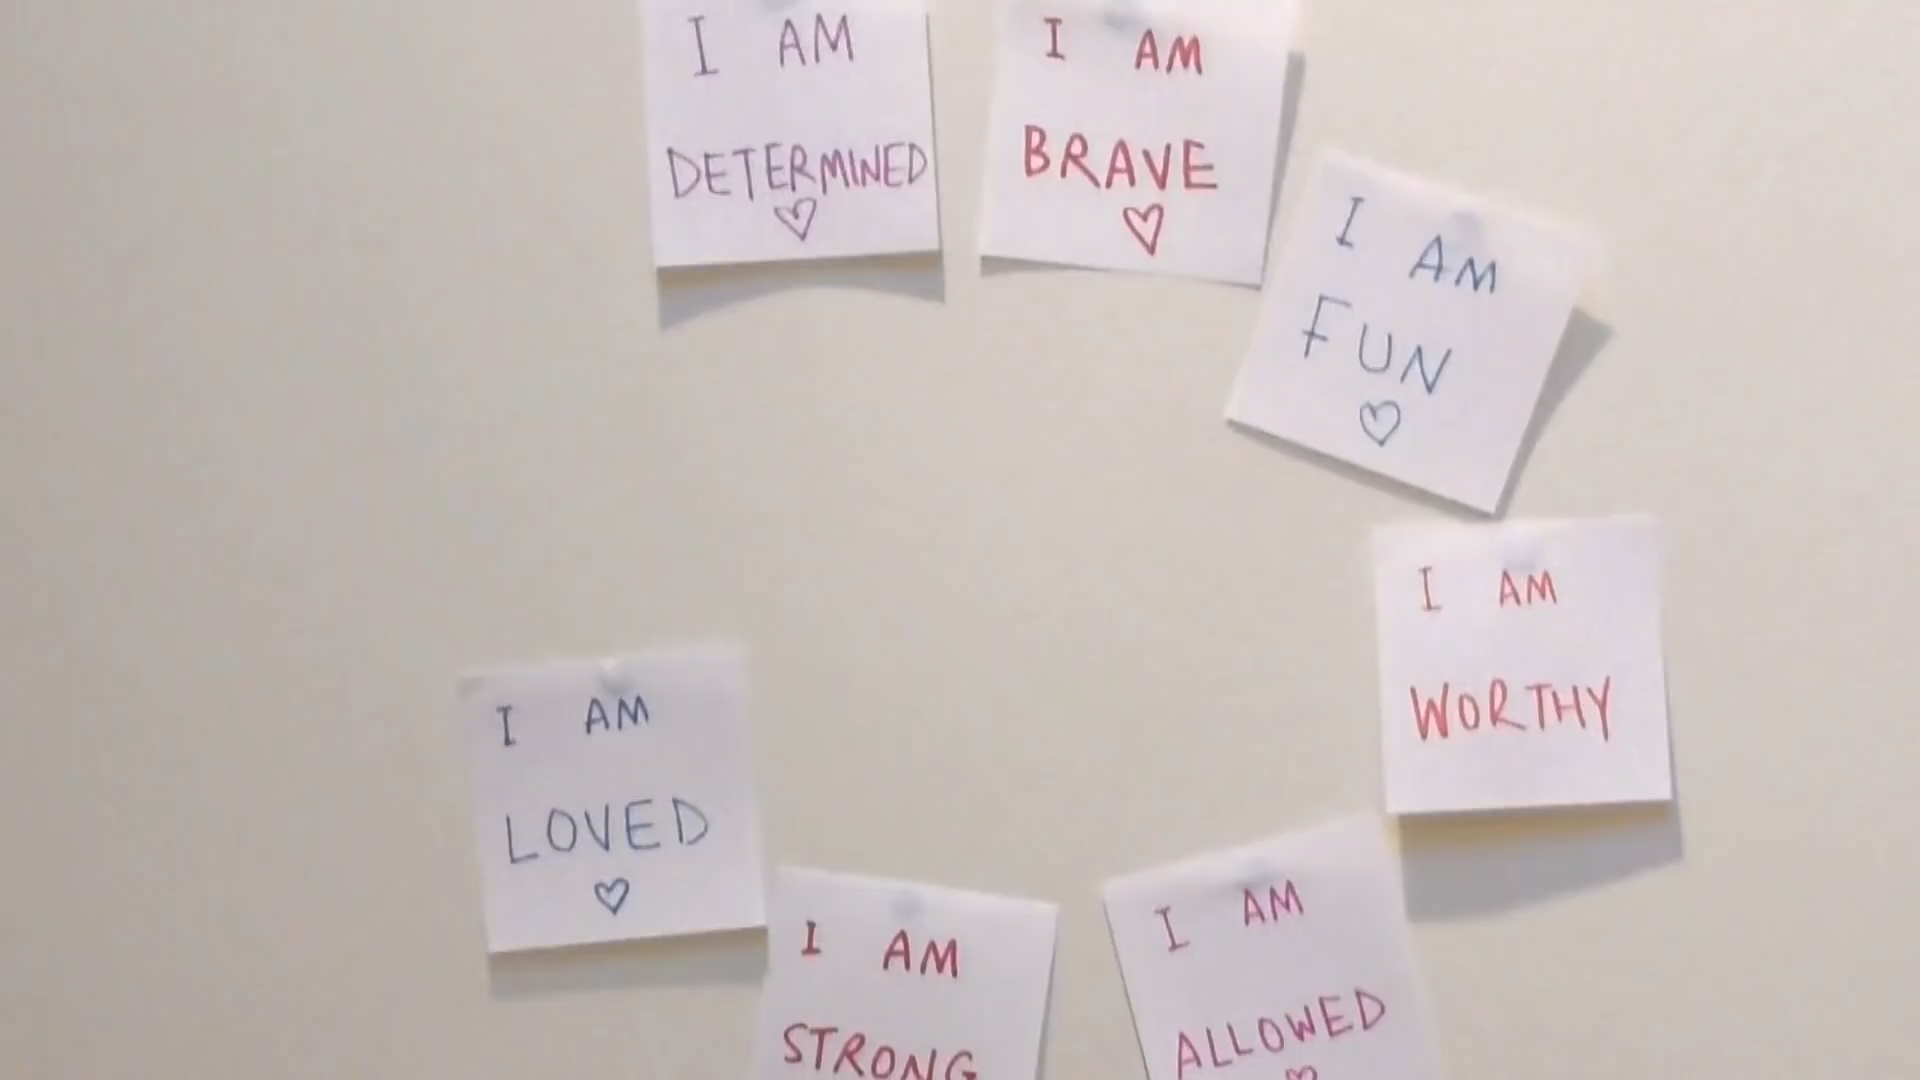 I AM
DETERMINED
I AM
BRAVE
I AM
FUN
I AM
WORTHY
I AM
LOVED
I AM
STRONG
I AM
ALLOWED